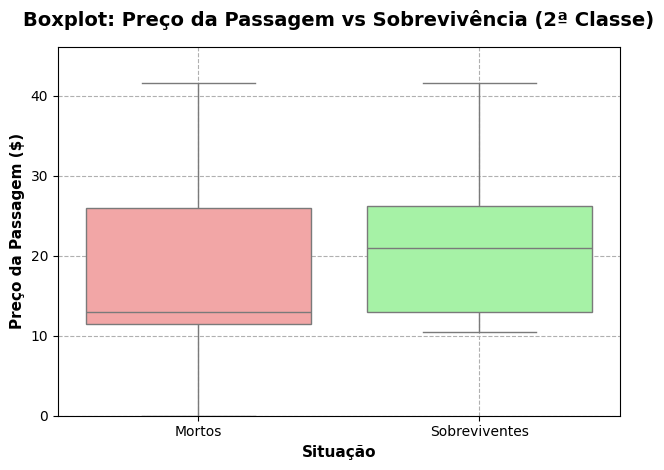 Boxplot: Preço da Passagem vs Sobrevivência (2ª Classe)
Preço da Passagem ($)
40
30
20
10
0
Mortos
Sobreviventes
Situação